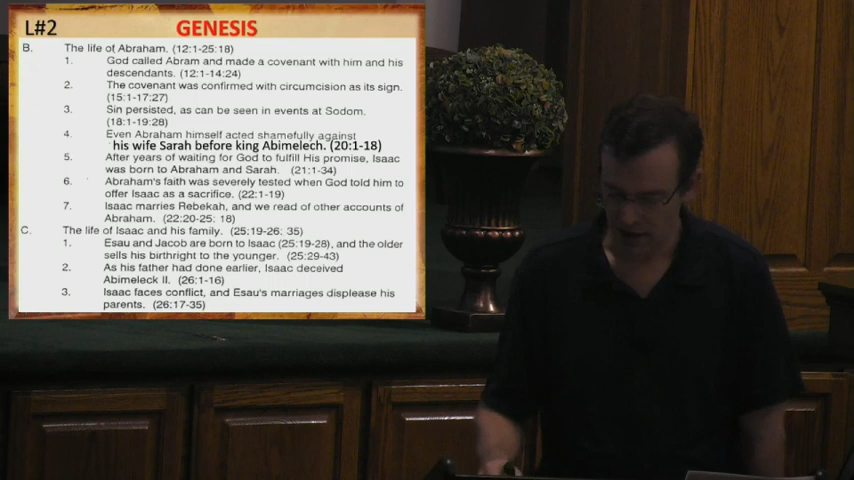 L#2
GENESIS
B. The life of Abraham. (12:1-25:18)
1. God called Abram and made a covenant with him and his
descendants. (12:1-14:24)
2. The covenant was confirmed with circumcision as its sign.
(15:1-17:27)
3. Sin persisted, as can be seen in events at Sodom.
(18:1-19:28)
4. Even Abraham himself acted shamefully against
his wife Sarah before king Abimelech. (20:1-18)
5. After years of waiting for God to fulfill His promise, Isaac
was born to Abraham and Sarah. (21:1-34)
6. Abraham's faith was severely tested when God told him to
offer Isaac as a sacrifice. (22:1-19)
7. Isaac marries Rebekah, and we read of other accounts of
Abraham. (22:20-25: 18)
C. The life of Isaac and his family. (25:19-26: 35)
1. Esau and Jacob are born to Isaac (25:19-28), and the older
sells his birthright to the younger. (25:29-43)
2. As his father had done earlier, Isaac deceived
Abimeleck II. (26:1-16)
3. Isaac faces conflict, and Esau's marriages displease his
parents. (26:17-35)